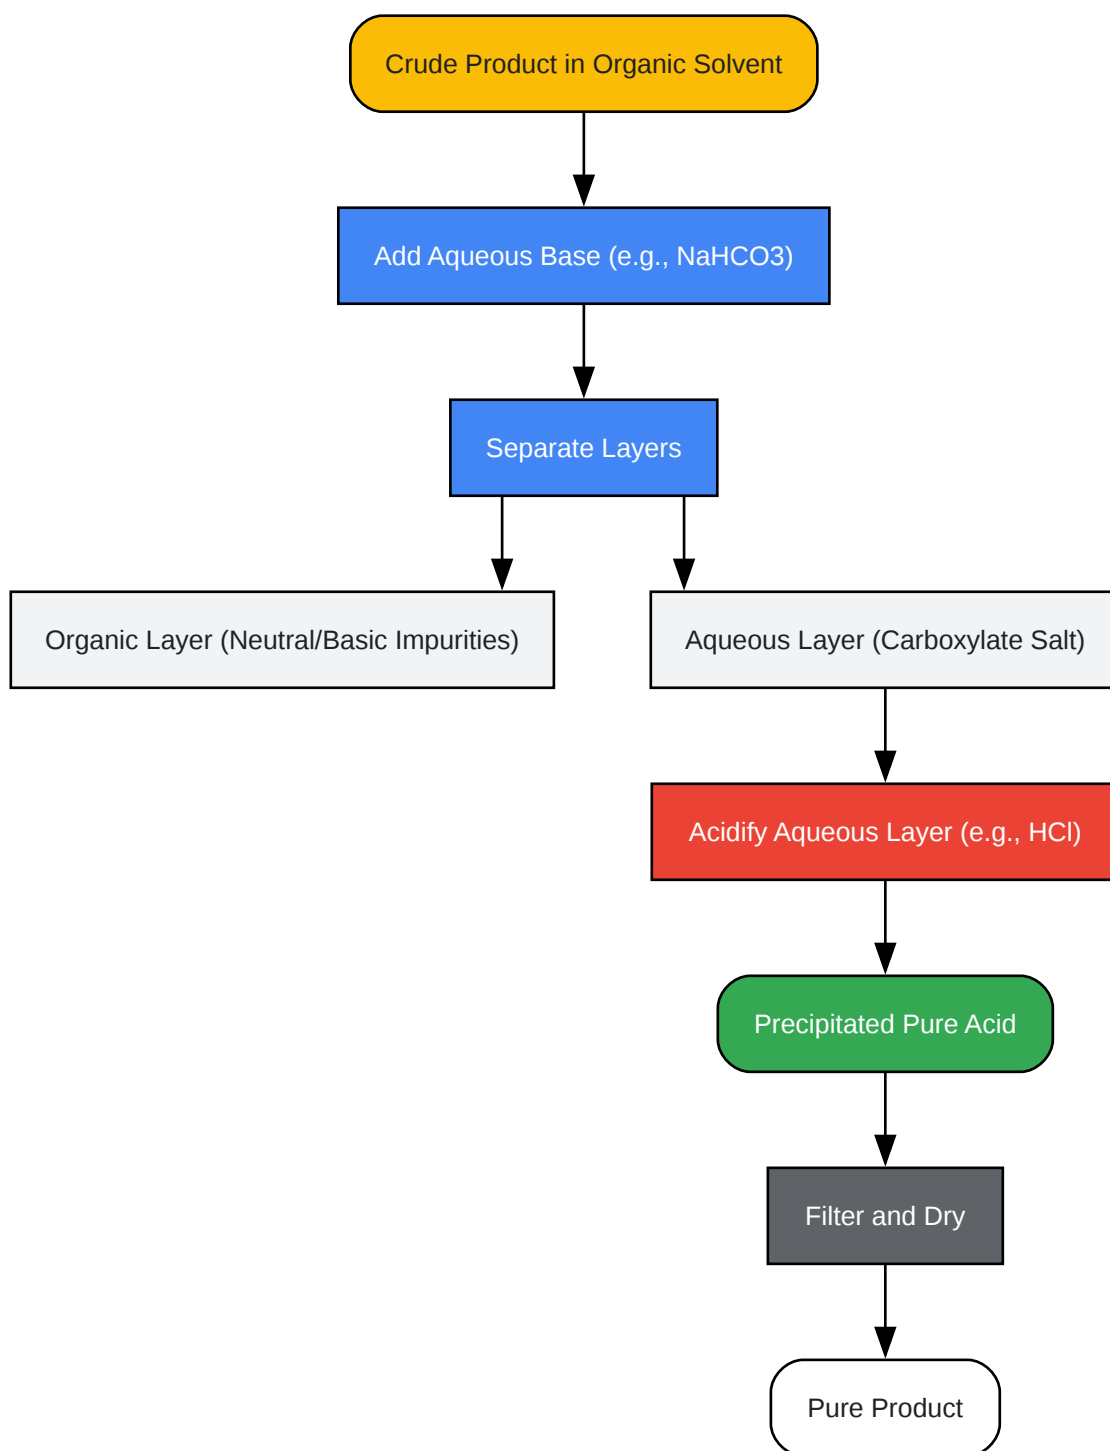 Crude Product in Organic Solvent
Add Aqueous Base (e.g., NaHCO3)
Separate Layers
Organic Layer (Neutral/Basic Impurities)
Aqueous Layer (Carboxylate Salt)
Acidify Aqueous Layer (e.g., HCl)
Precipitated Pure Acid
Filter and Dry
Pure Product